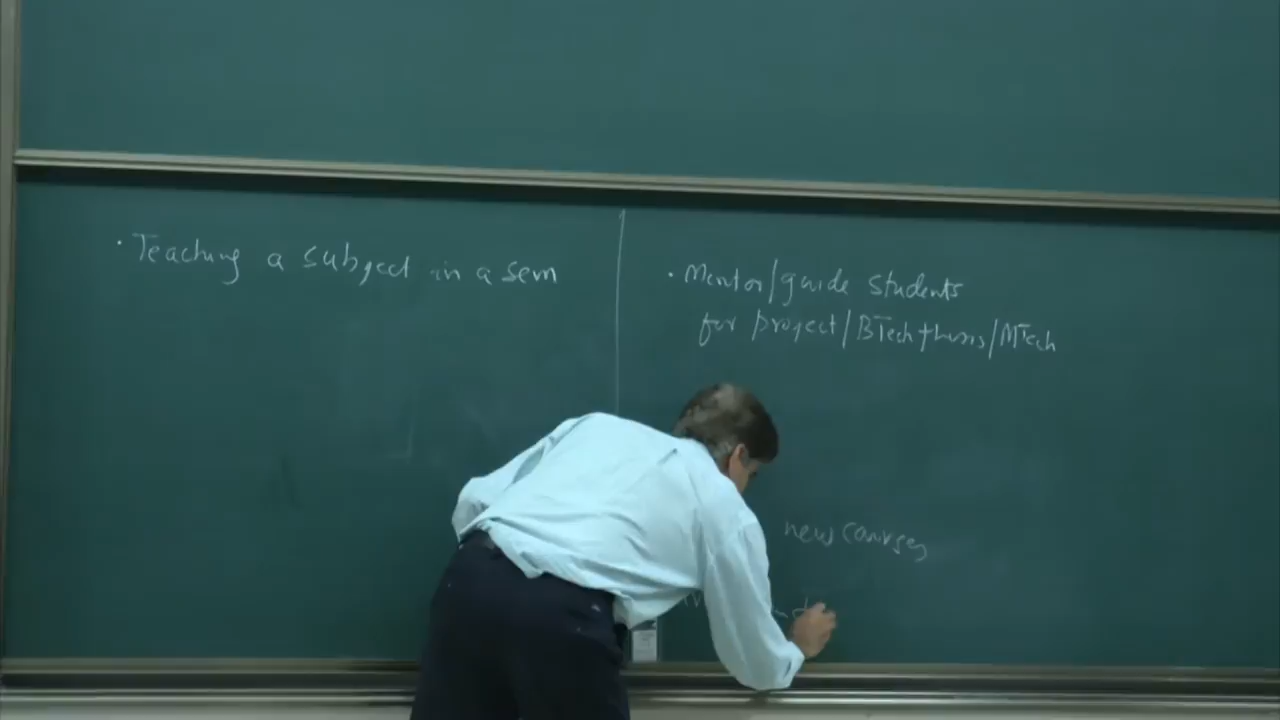 · Teaching a subject in a sem
· Mentor/guide students
for project/BTech thesis/MTech
new courses